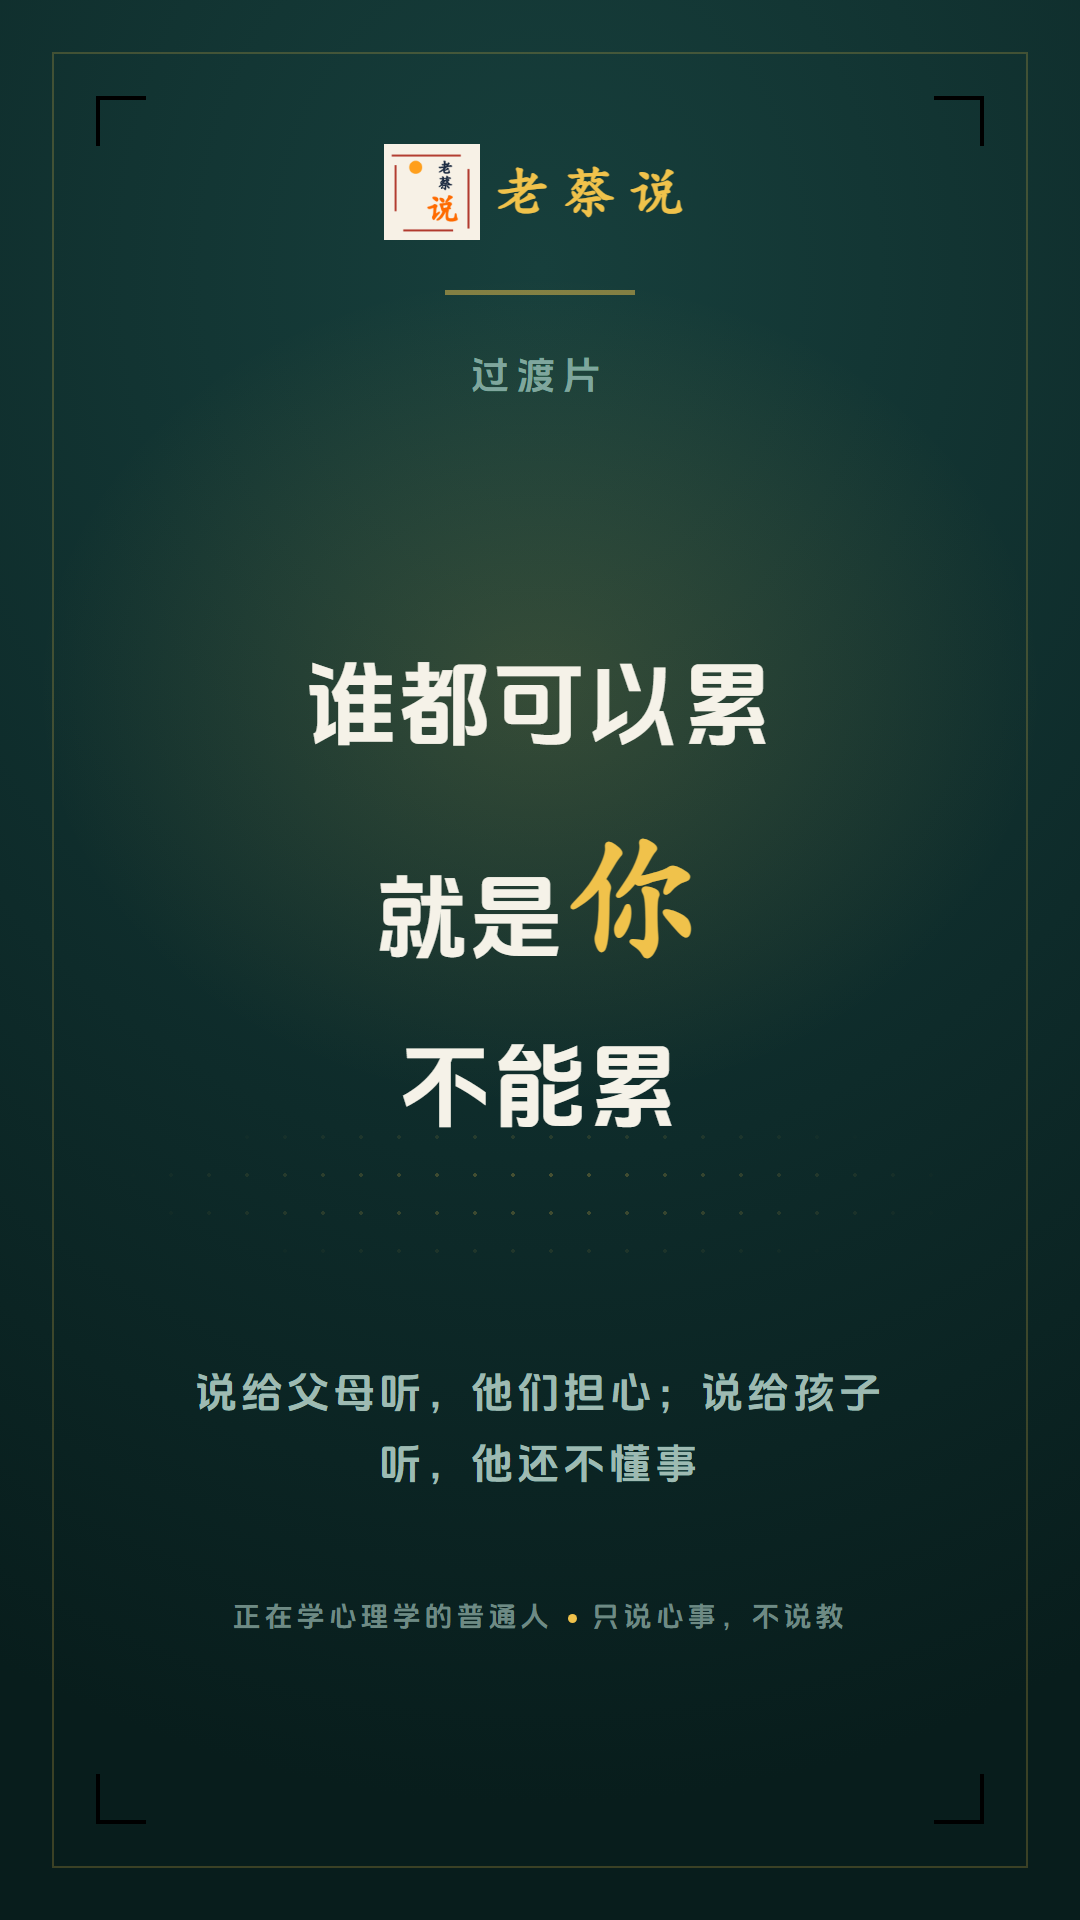 老蔡说
老蔡说
过渡片
谁都可以累
就是你
不能累
说给父母听，他们担心；说给孩子
听，他还不懂事
正在学心理学的普通人 • 只说心事，不说教